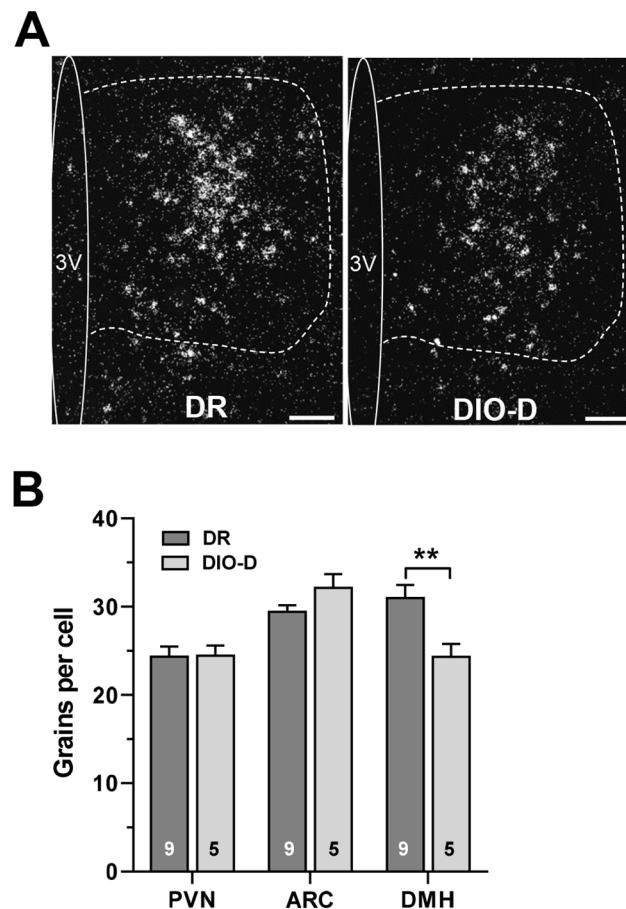 A
3V
DR
3V
DIO-D
B
Grains per cell
40
30
20
10
0
DR
DIO-D
**
9 5 9 5 9 5
PVN ARC DMH